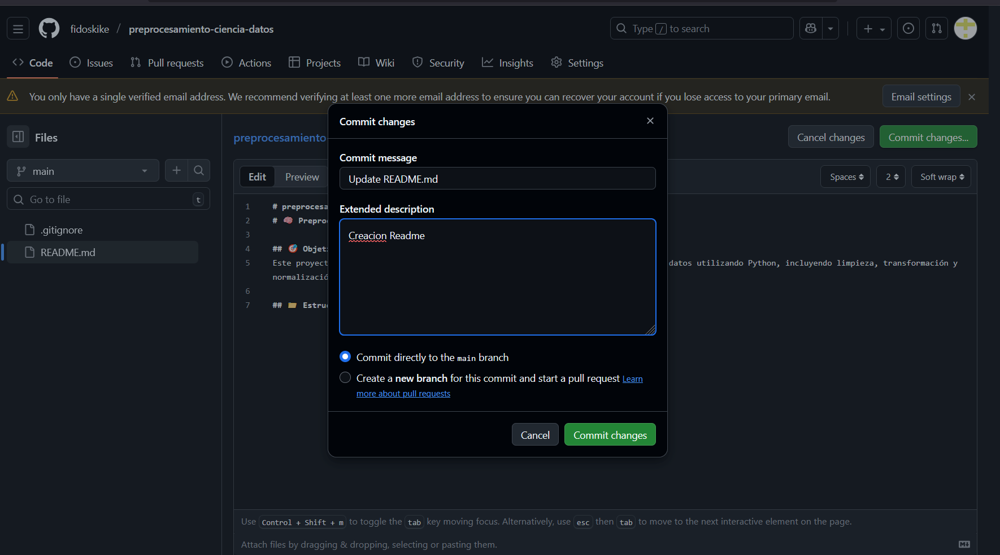 fidoskike / preprocesamiento-ciencia-datos
Type / to search
Code
Issues
Pull requests
Actions
Projects
Wiki
Security
Insights
Settings
You only have a single verified email address. We recommend verifying at least one more email address to ensure you can recover your account if you lose access to your primary email.
Email settings
Files
main
Go to file
t
.gitignore
README.md
preprocesamiento
Cancel changes
Commit changes...
Edit
Preview
Spaces
2
Soft wrap
1 # preprocesa
2 # 🧠 Preproc
3
4 ## 🎯 Objeti
5 Este proyect datos utilizando Python, incluyendo limpieza, transformación y
normalizació
6
7 ## 📁 Estruc
Commit changes
Commit message
Update README.md
Extended description
Creacion Readme
Commit directly to the main branch
Create a new branch for this commit and start a pull request Learn
more about pull requests
Cancel
Commit changes
Use Control + Shift + m to toggle the tab key moving focus. Alternatively, use esc then tab to move to the next interactive element on the page.
Attach files by dragging & dropping, selecting or pasting them.